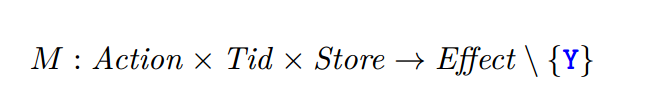 M : Action × Tid × Store → Effect \ {Y}